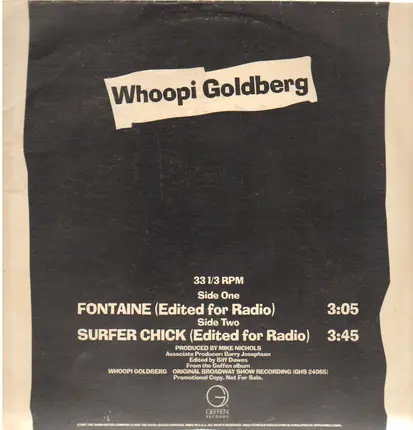 Whoopi Goldberg
33 1/3 RPM
Side One
FONTAINE (Edited for Radio) 3:05
Side Two
SURFER CHICK (Edited for Radio) 3:45
PRODUCED BY MIKE NICHOLS
Associate Producer: Barry Josephson
Edited by Biff Dawes
From the Geffen album
WHOOPI GOLDBERG ORIGINAL BROADWAY SHOW RECORDING (GHS 24065)
Promotional Copy. Not For Sale.
GEFFEN
RECORDS